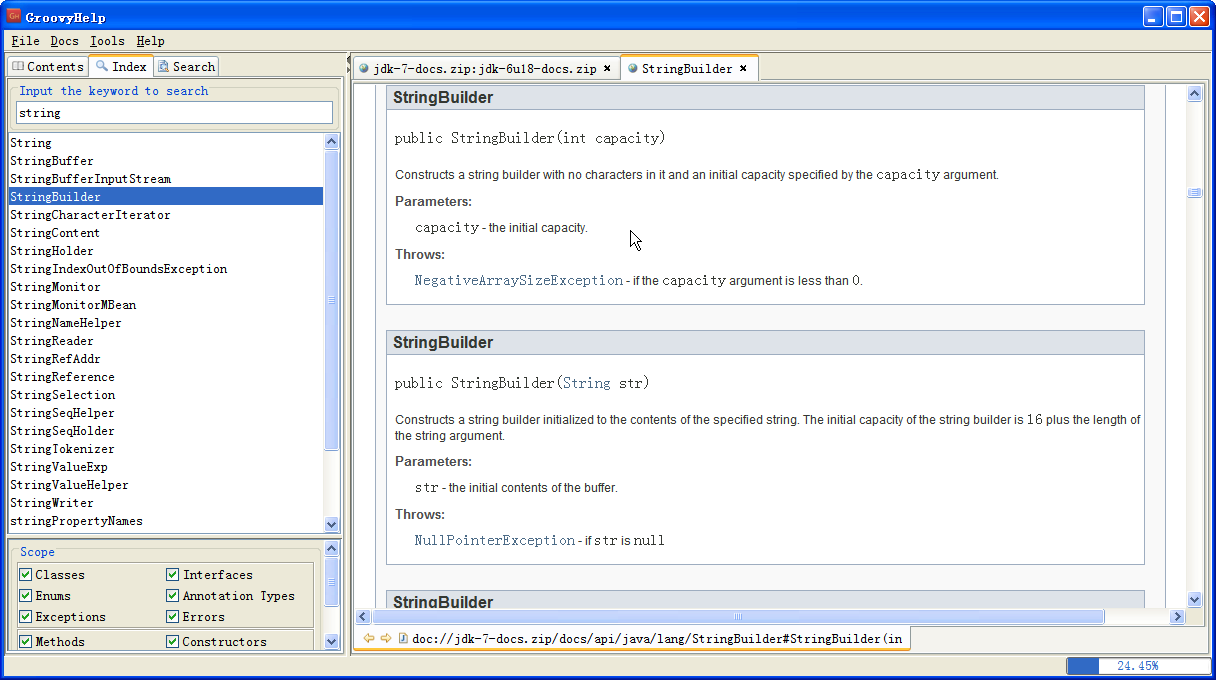 GroovyHelp
File Docs Iools Help
Contents Index Search
Input the keyword to search
string
String
StringBuffer
StringBufferInputStream
StringBuilder
StringCharacterIterator
StringContent
StringHolder
StringIndexOutOfBoundsException
StringMonitor
StringMonitorMBean
StringNameHelper
StringReader
StringRefAddr
StringReference
StringSelection
StringSeqHelper
StringSeqHolder
StringTokenizer
StringValueExp
StringValueHelper
StringWriter
stringPropertyNames
Scope
Classes Interfaces
Enums Annotation Types
Exceptions Errors
Methods Constructors
jdk-7-docs.zip:jdk-6u18-docs.zip × StringBuilder ×
StringBuilder
public StringBuilder(int capacity)
Constructs a string builder with no characters in it and an initial capacity specified by the capacity argument.
Parameters:
capacity - the initial capacity.
Throws:
NegativeArraySizeException - if the capacity argument is less than 0.
StringBuilder
public StringBuilder(String str)
Constructs a string builder initialized to the contents of the specified string. The initial capacity of the string builder is 16 plus the length of
the string argument.
Parameters:
str - the initial contents of the buffer.
Throws:
NullPointerException - if str is null
StringBuilder
doc://jdk-7-docs.zip/docs/api/java/lang/StringBuilder#StringBuilder(in
24.45%